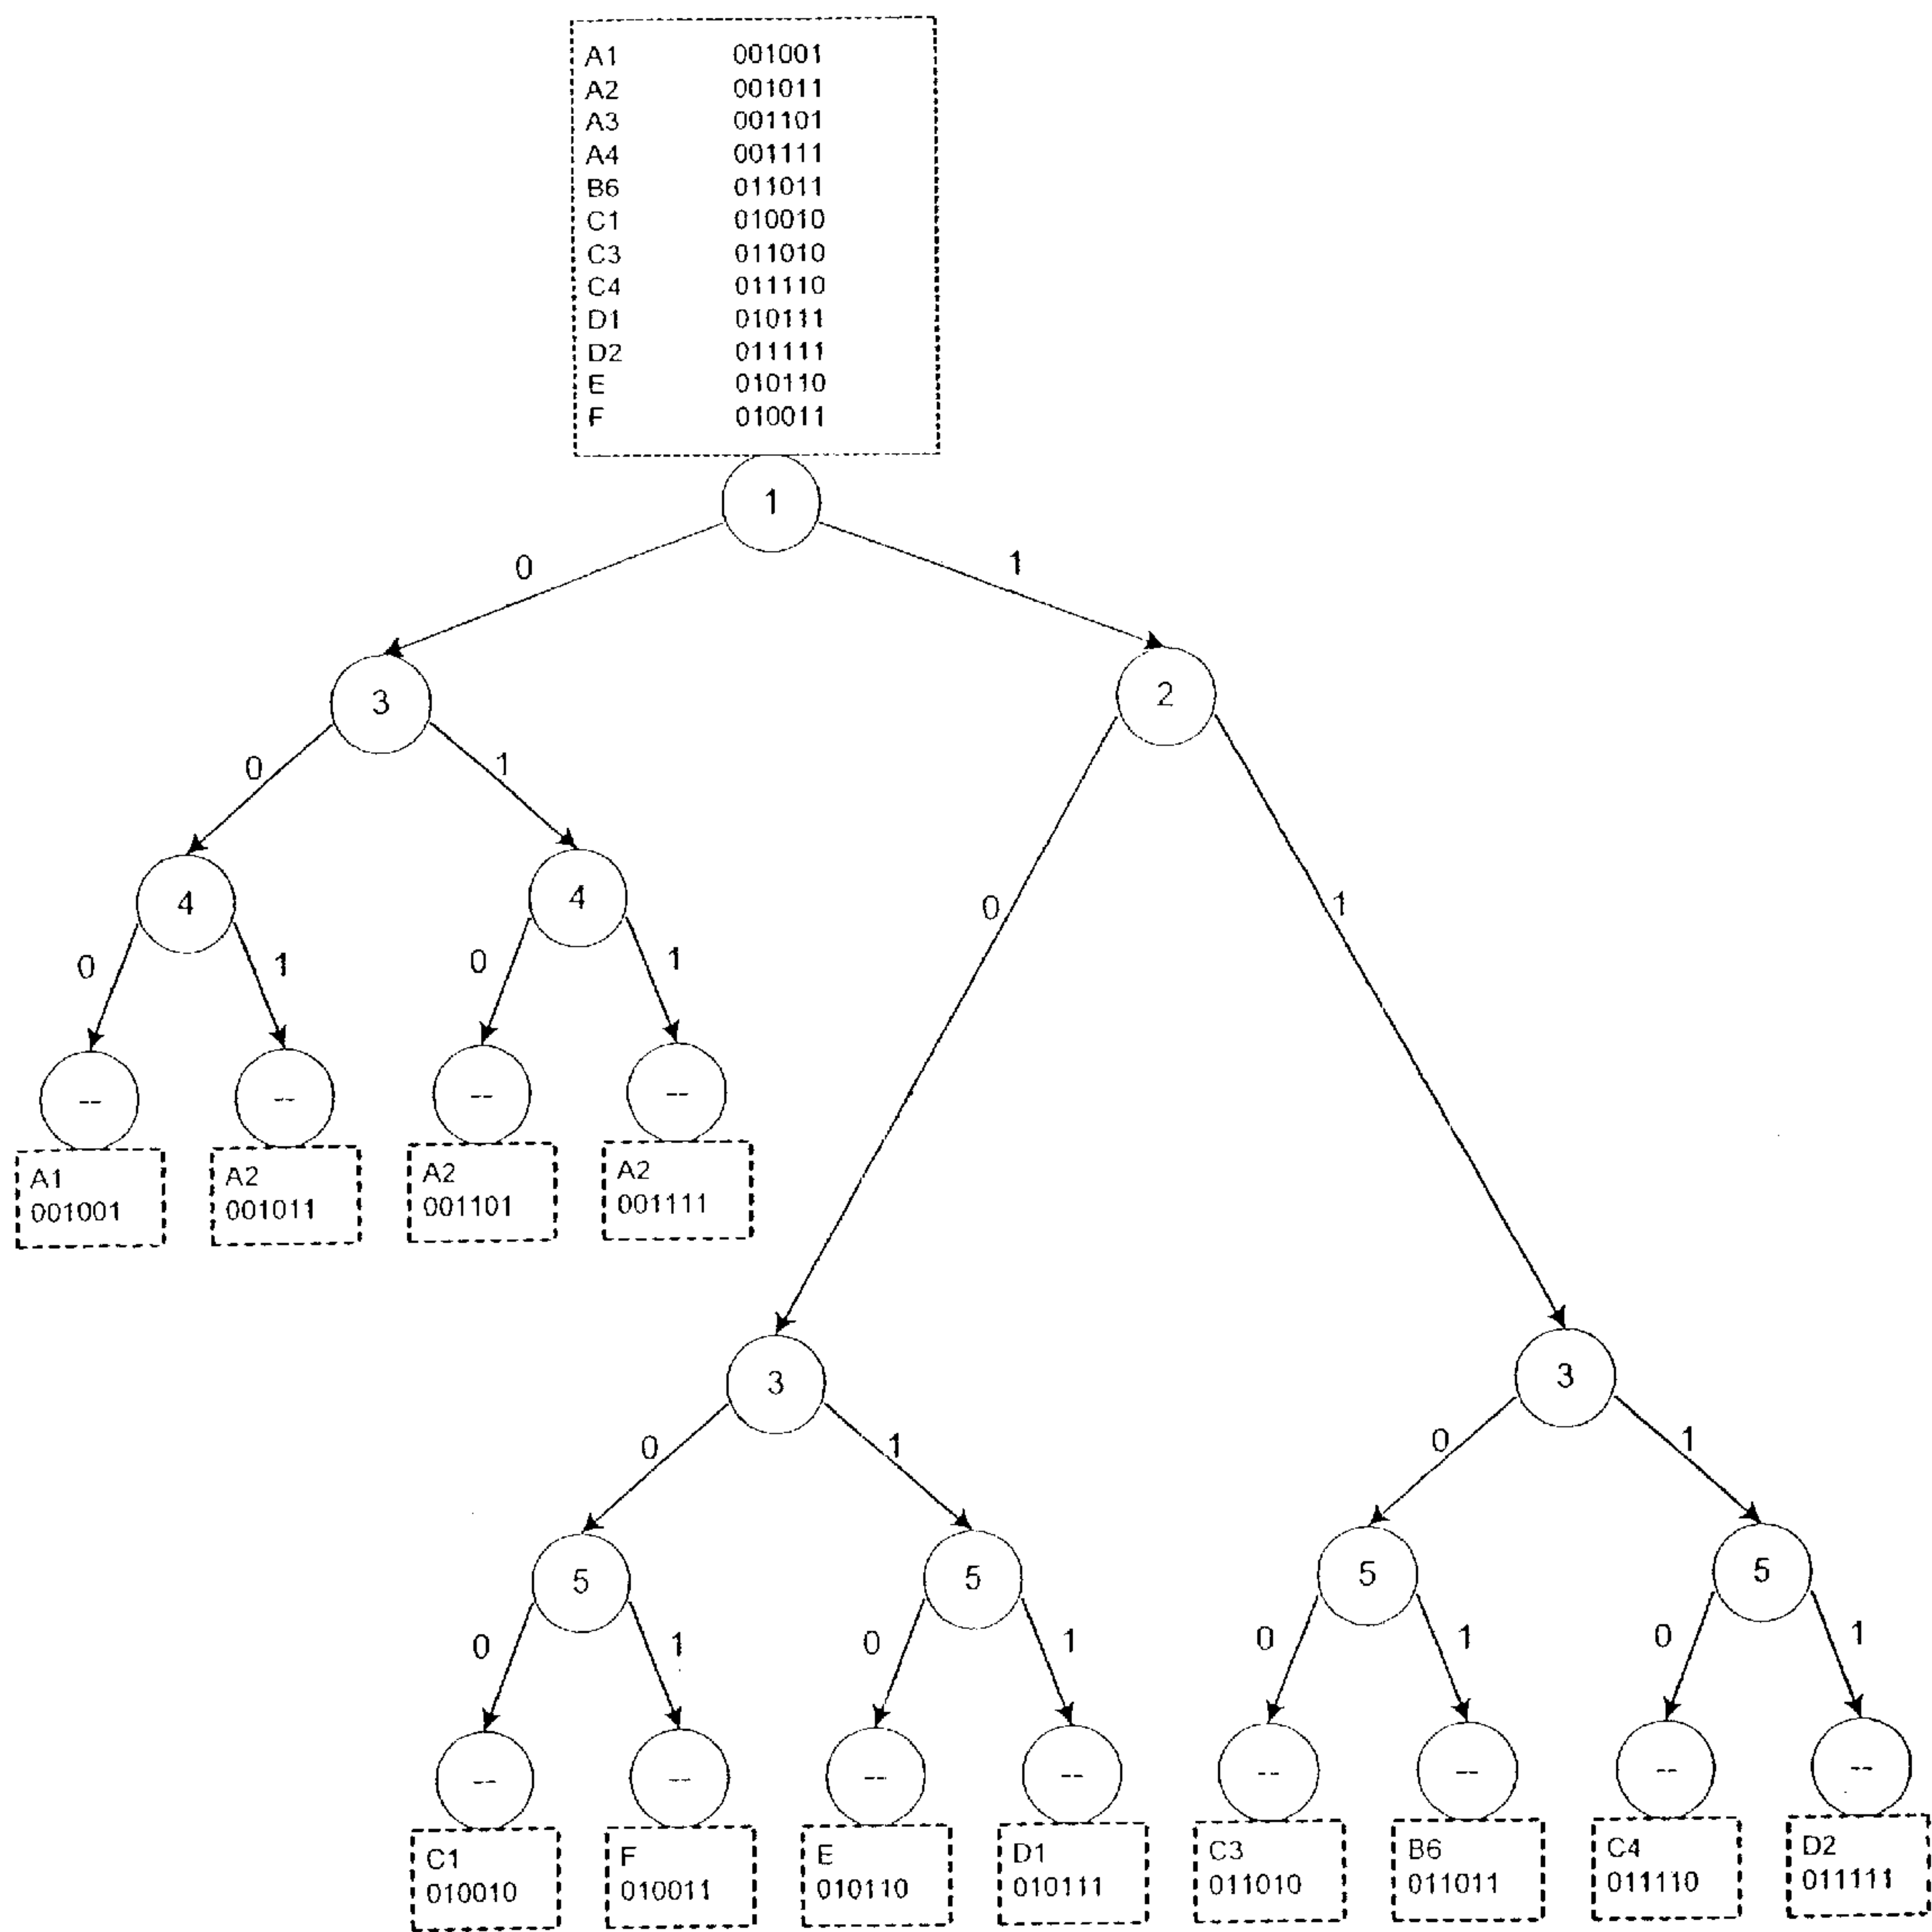 A1 001001
A2 001011
A3 001101
A4 001111
B6 011011
C1 010010
C3 011010
C4 011110
D1 010111
D2 011111
E 010110
F 010011
1
0 1
3 2
0 1
4 4
0 1
0 1 0 1
-- -- -- --
A1 A2 A2 A2
001001 001011 001101 001111
3 3
0 1 0 1
5 5 5 5
0 1 0 1 0 1 0 1
-- -- -- -- -- -- -- --
C1 F E D1 C3 B6 C4 D2
010010 010011 010110 010111 011010 011011 011110 011111